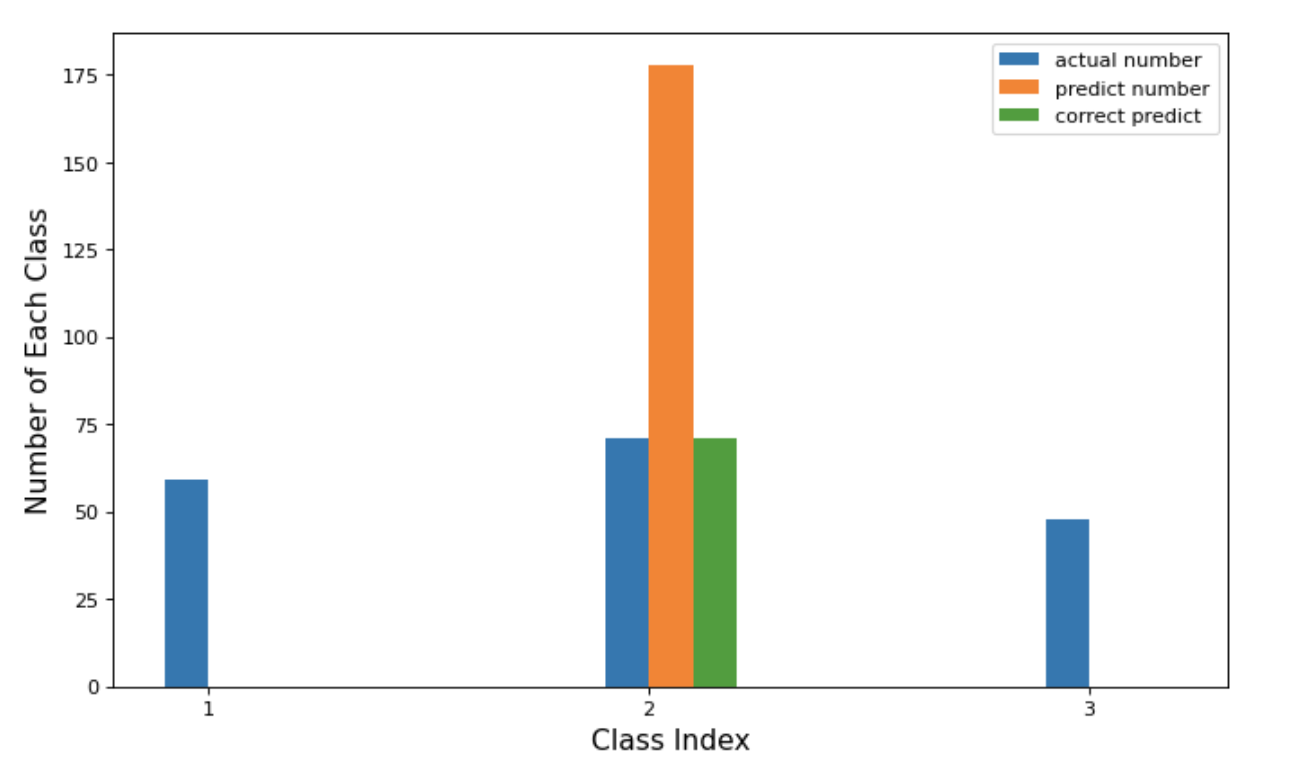 actual number
predict number
correct predict
Number of Each Class
175
150
125
100
75
50
25
0
1 2 3
Class Index